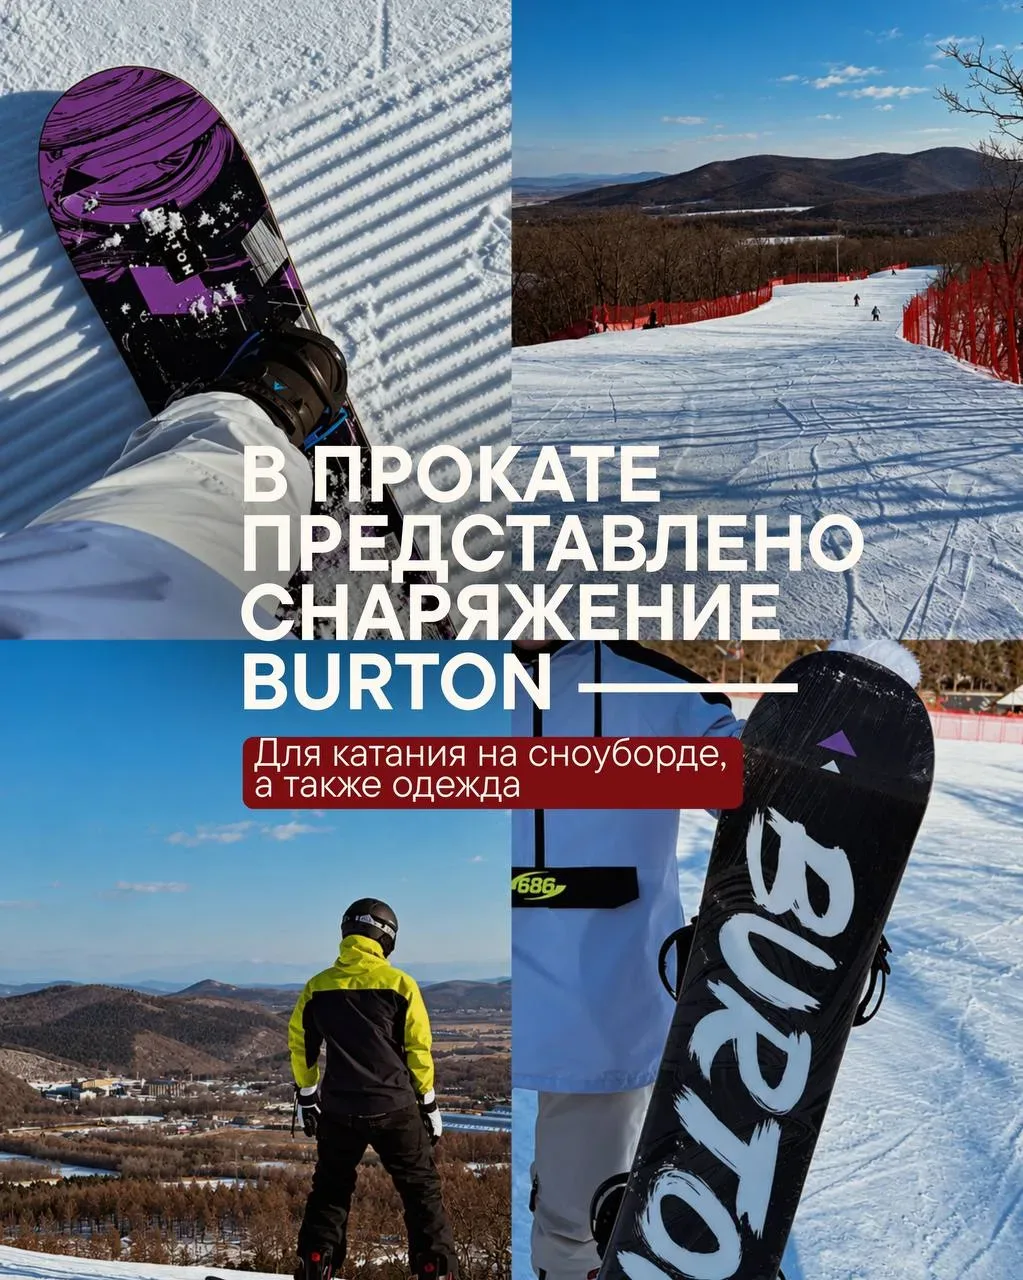 В ПРОКАТЕ
ПРЕДСТАВЛЕНО
СНАРЯЖЕНИЕ
BURTON
Для катания на сноуборде,
а также одежда
686
BURTO